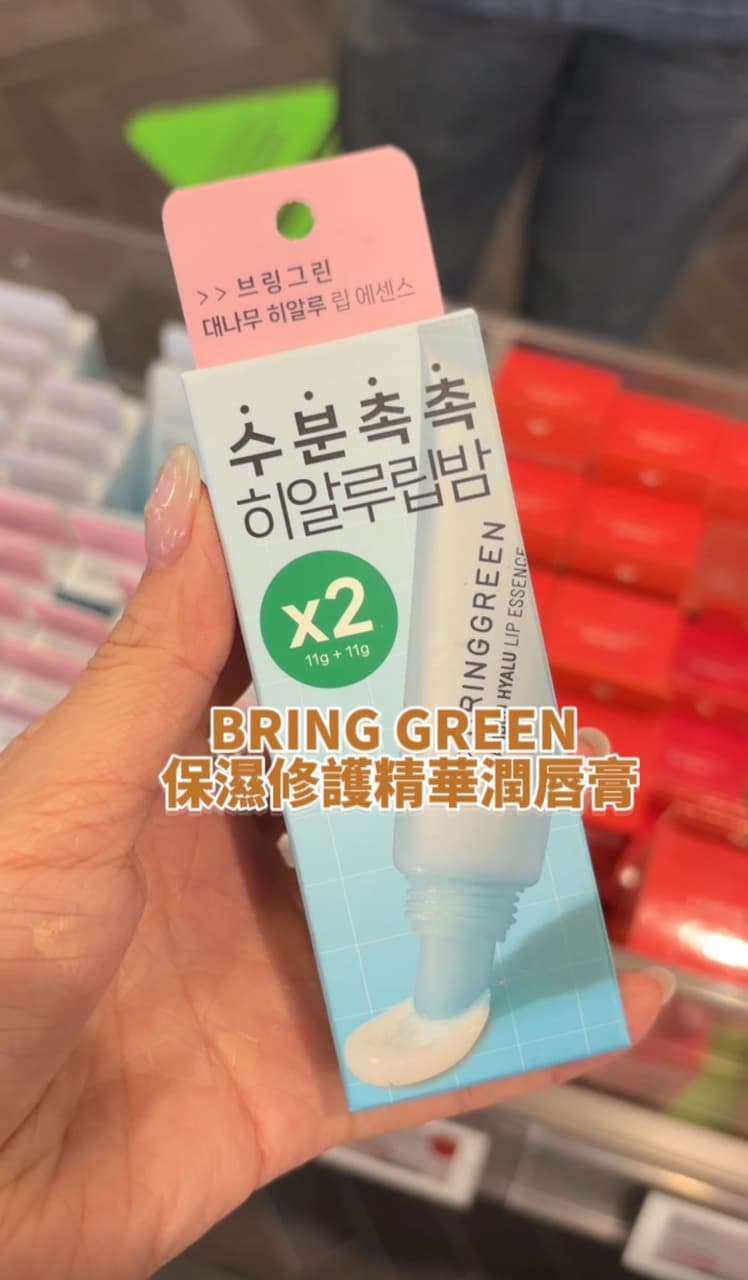 >> 브링그린
대나무 히알루 립 에센스
수분촉촉
히알루립밤
x2
11g + 11g
RINGGREEN
HYALU LIP ESSENCE
BRING GREEN
保濕修護精華潤唇膏